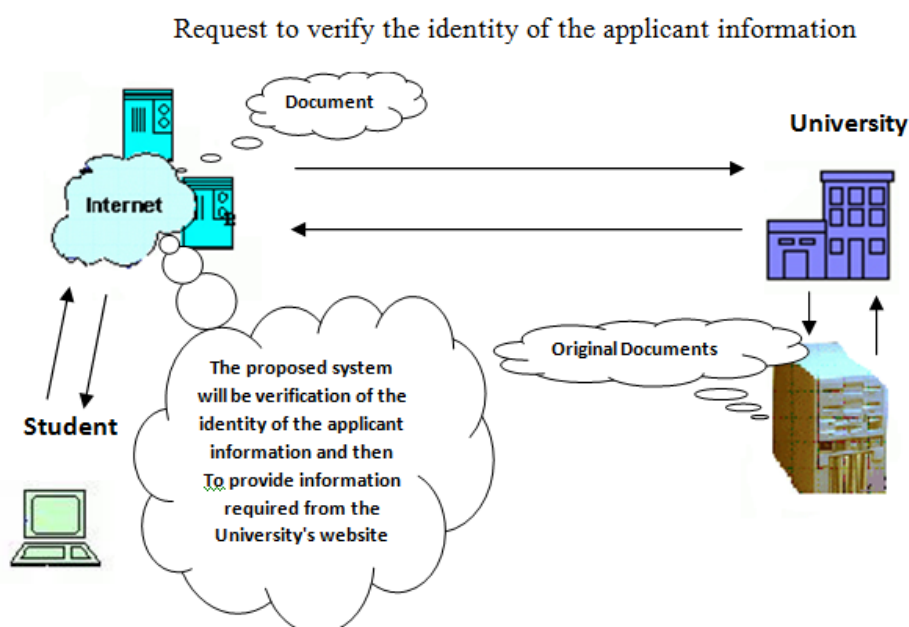 Request to verify the identity of the applicant information
Document
University
Internet
Original Documents
The proposed system
will be verification of the
identity of the applicant
information and then
To provide information
required from the
University's website
Student